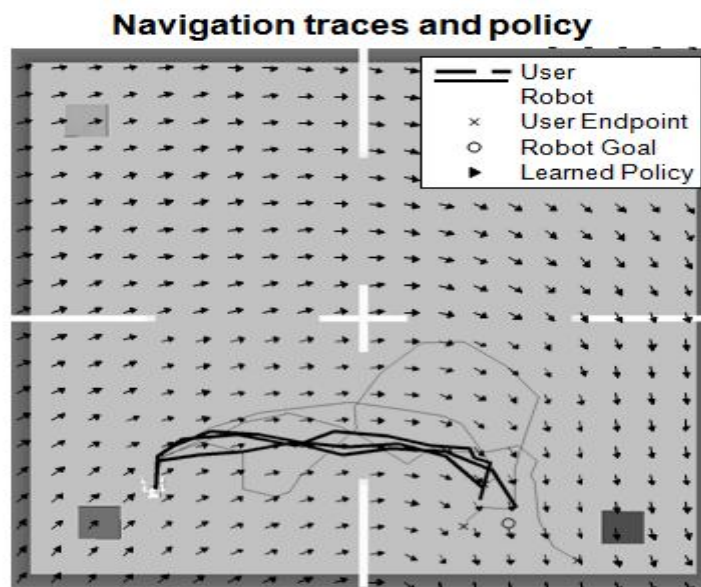 Navigation traces and policy
User
Robot
User Endpoint
Robot Goal
Learned Policy